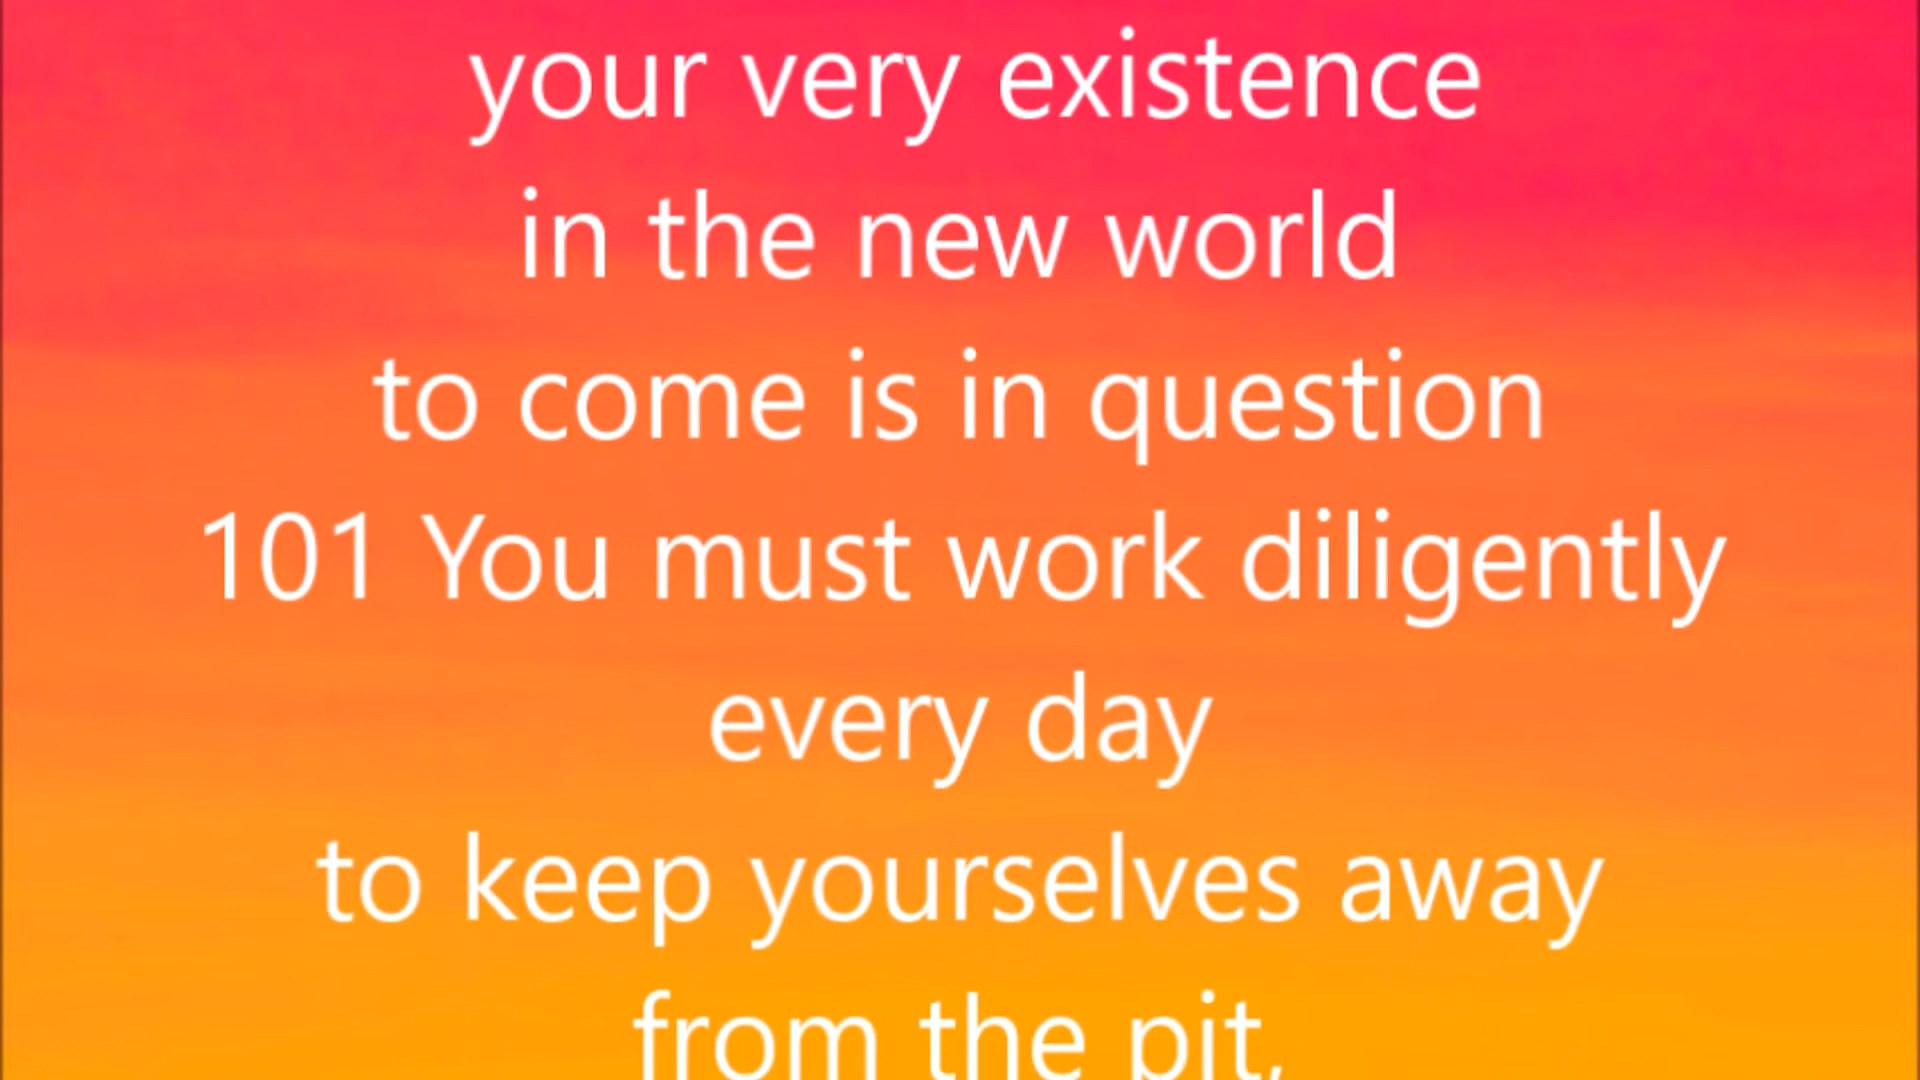 your very existence
in the new world
to come is in question
101 You must work diligently
every day
to keep yourselves away
from the pit,